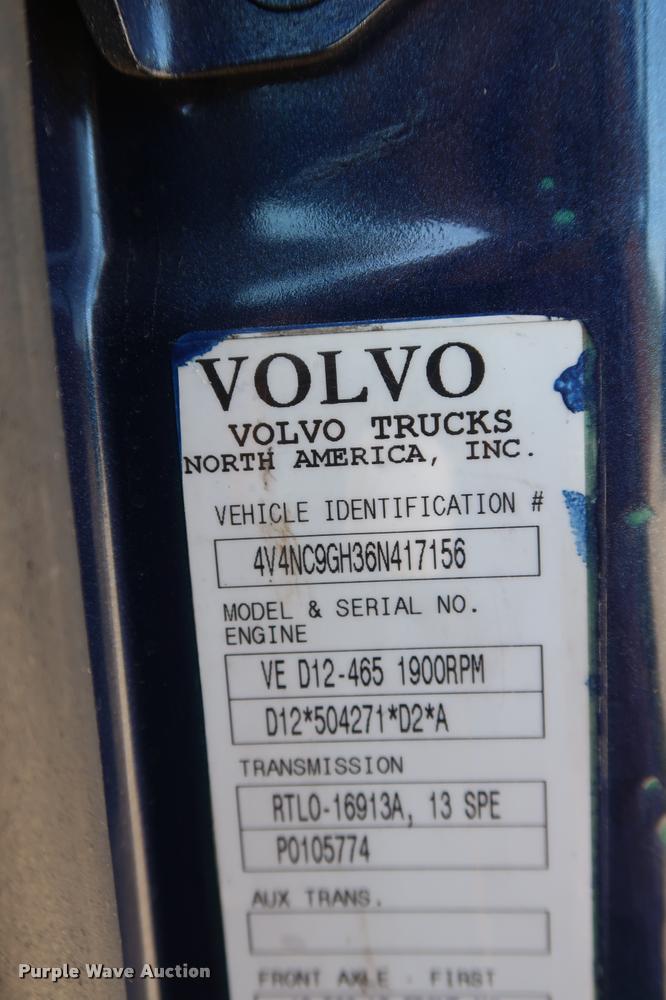 VOLVO
VOLVO TRUCKS
NORTH AMERICA, INC.
VEHICLE IDENTIFICATION #
4V4NC9GH36N417156
MODEL & SERIAL NO.
ENGINE
VE D12-465 1900RPM
D12*504271*D2*A
TRANSMISSION
RTLO-16913A, 13 SPE
P0105774
AUX TRANS.
FRONT AXLE - FIRST
Purple Wave Auction